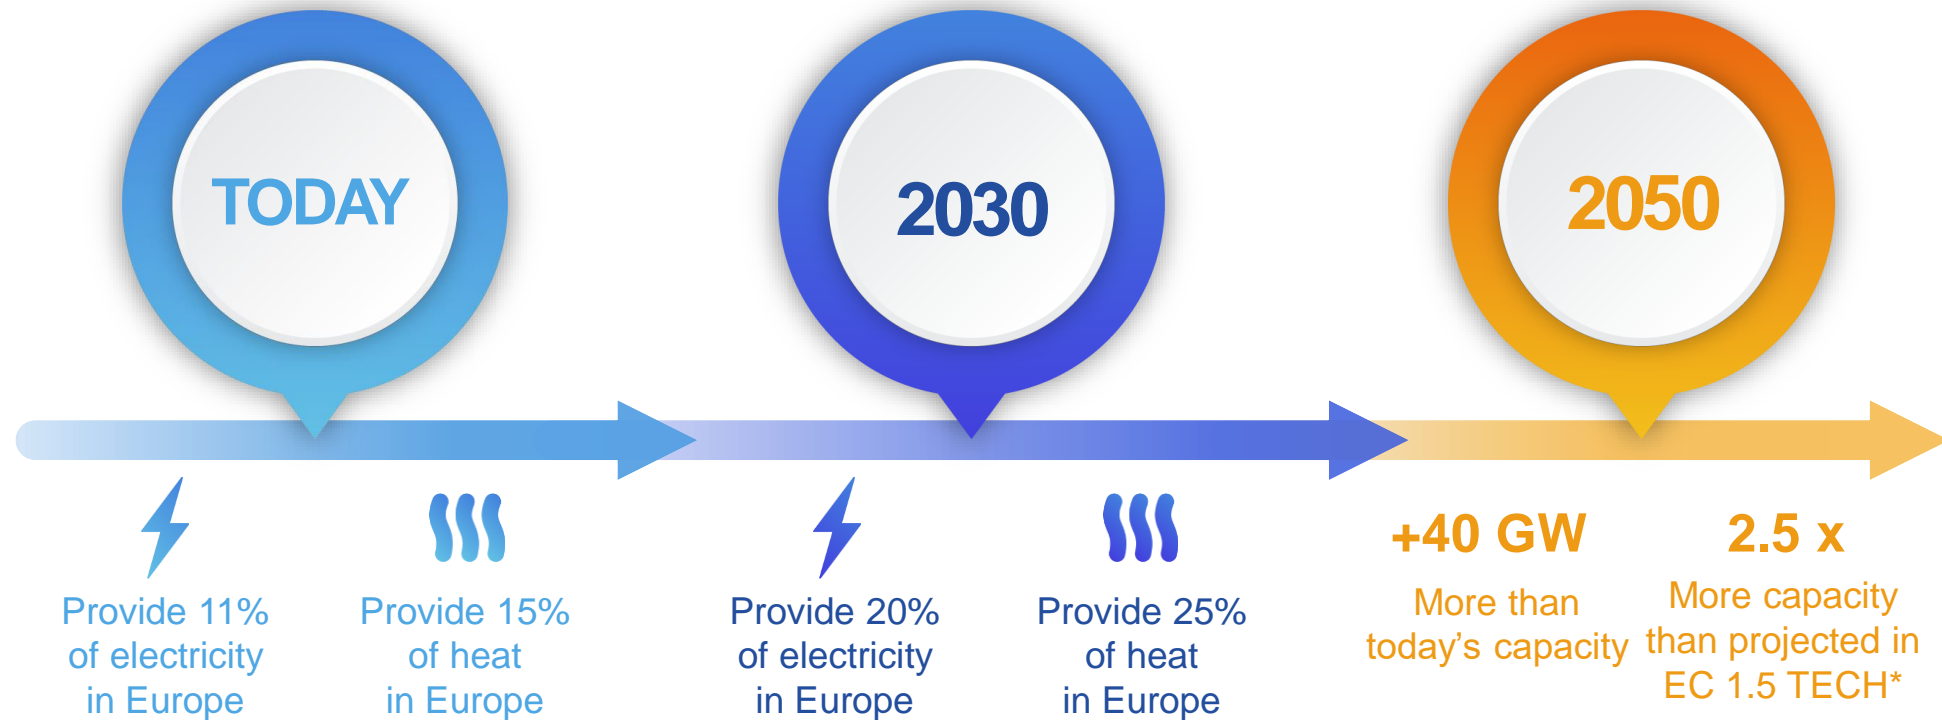 TODAY
2030
2050
Provide 11%
of electricity
in Europe
Provide 15%
of heat
in Europe
Provide 20%
of electricity
in Europe
Provide 25%
of heat
in Europe
+40 GW
More than
today’s capacity
2.5 x
More capacity
than projected in
EC 1.5 TECH*